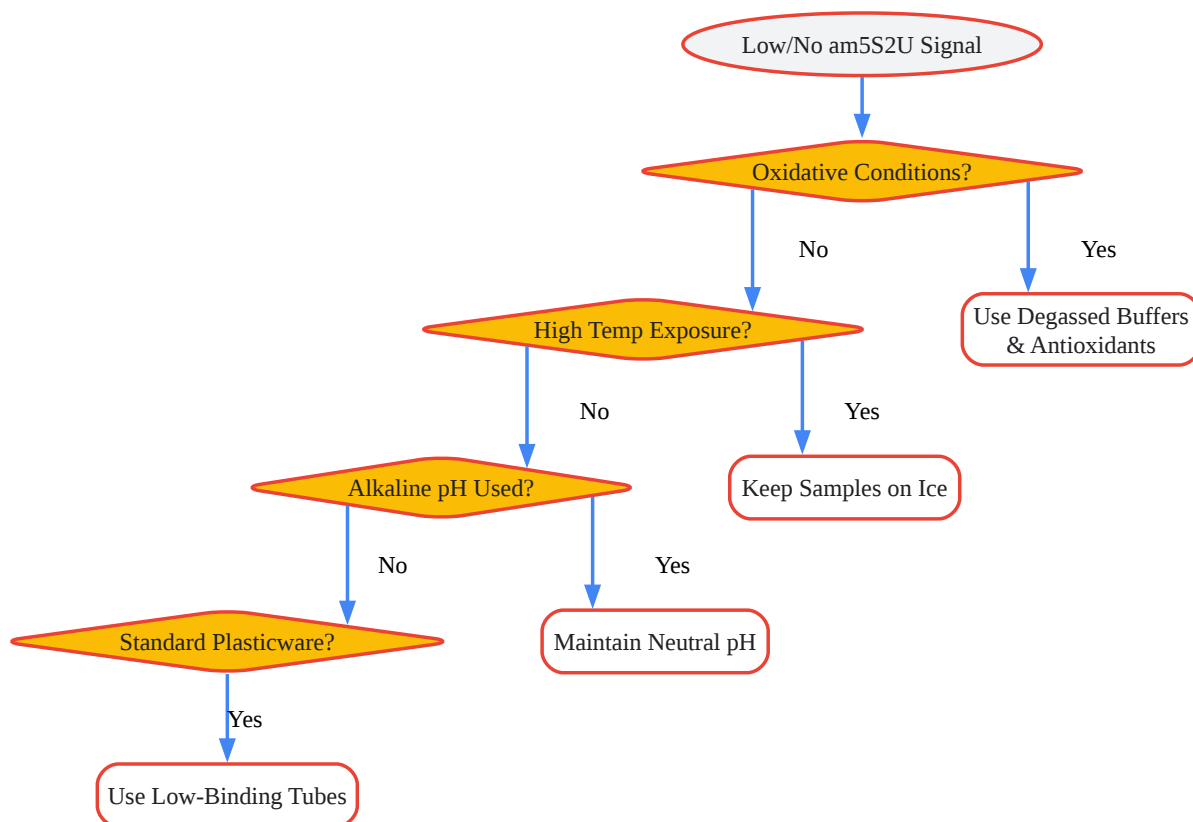 Low/No am5S2U Signal
Oxidative Conditions?
No
Yes
High Temp Exposure?
Use Degassed Buffers
& Antioxidants
No
Yes
Alkaline pH Used?
Keep Samples on Ice
No
Yes
Standard Plasticware?
Maintain Neutral pH
Yes
Use Low-Binding Tubes